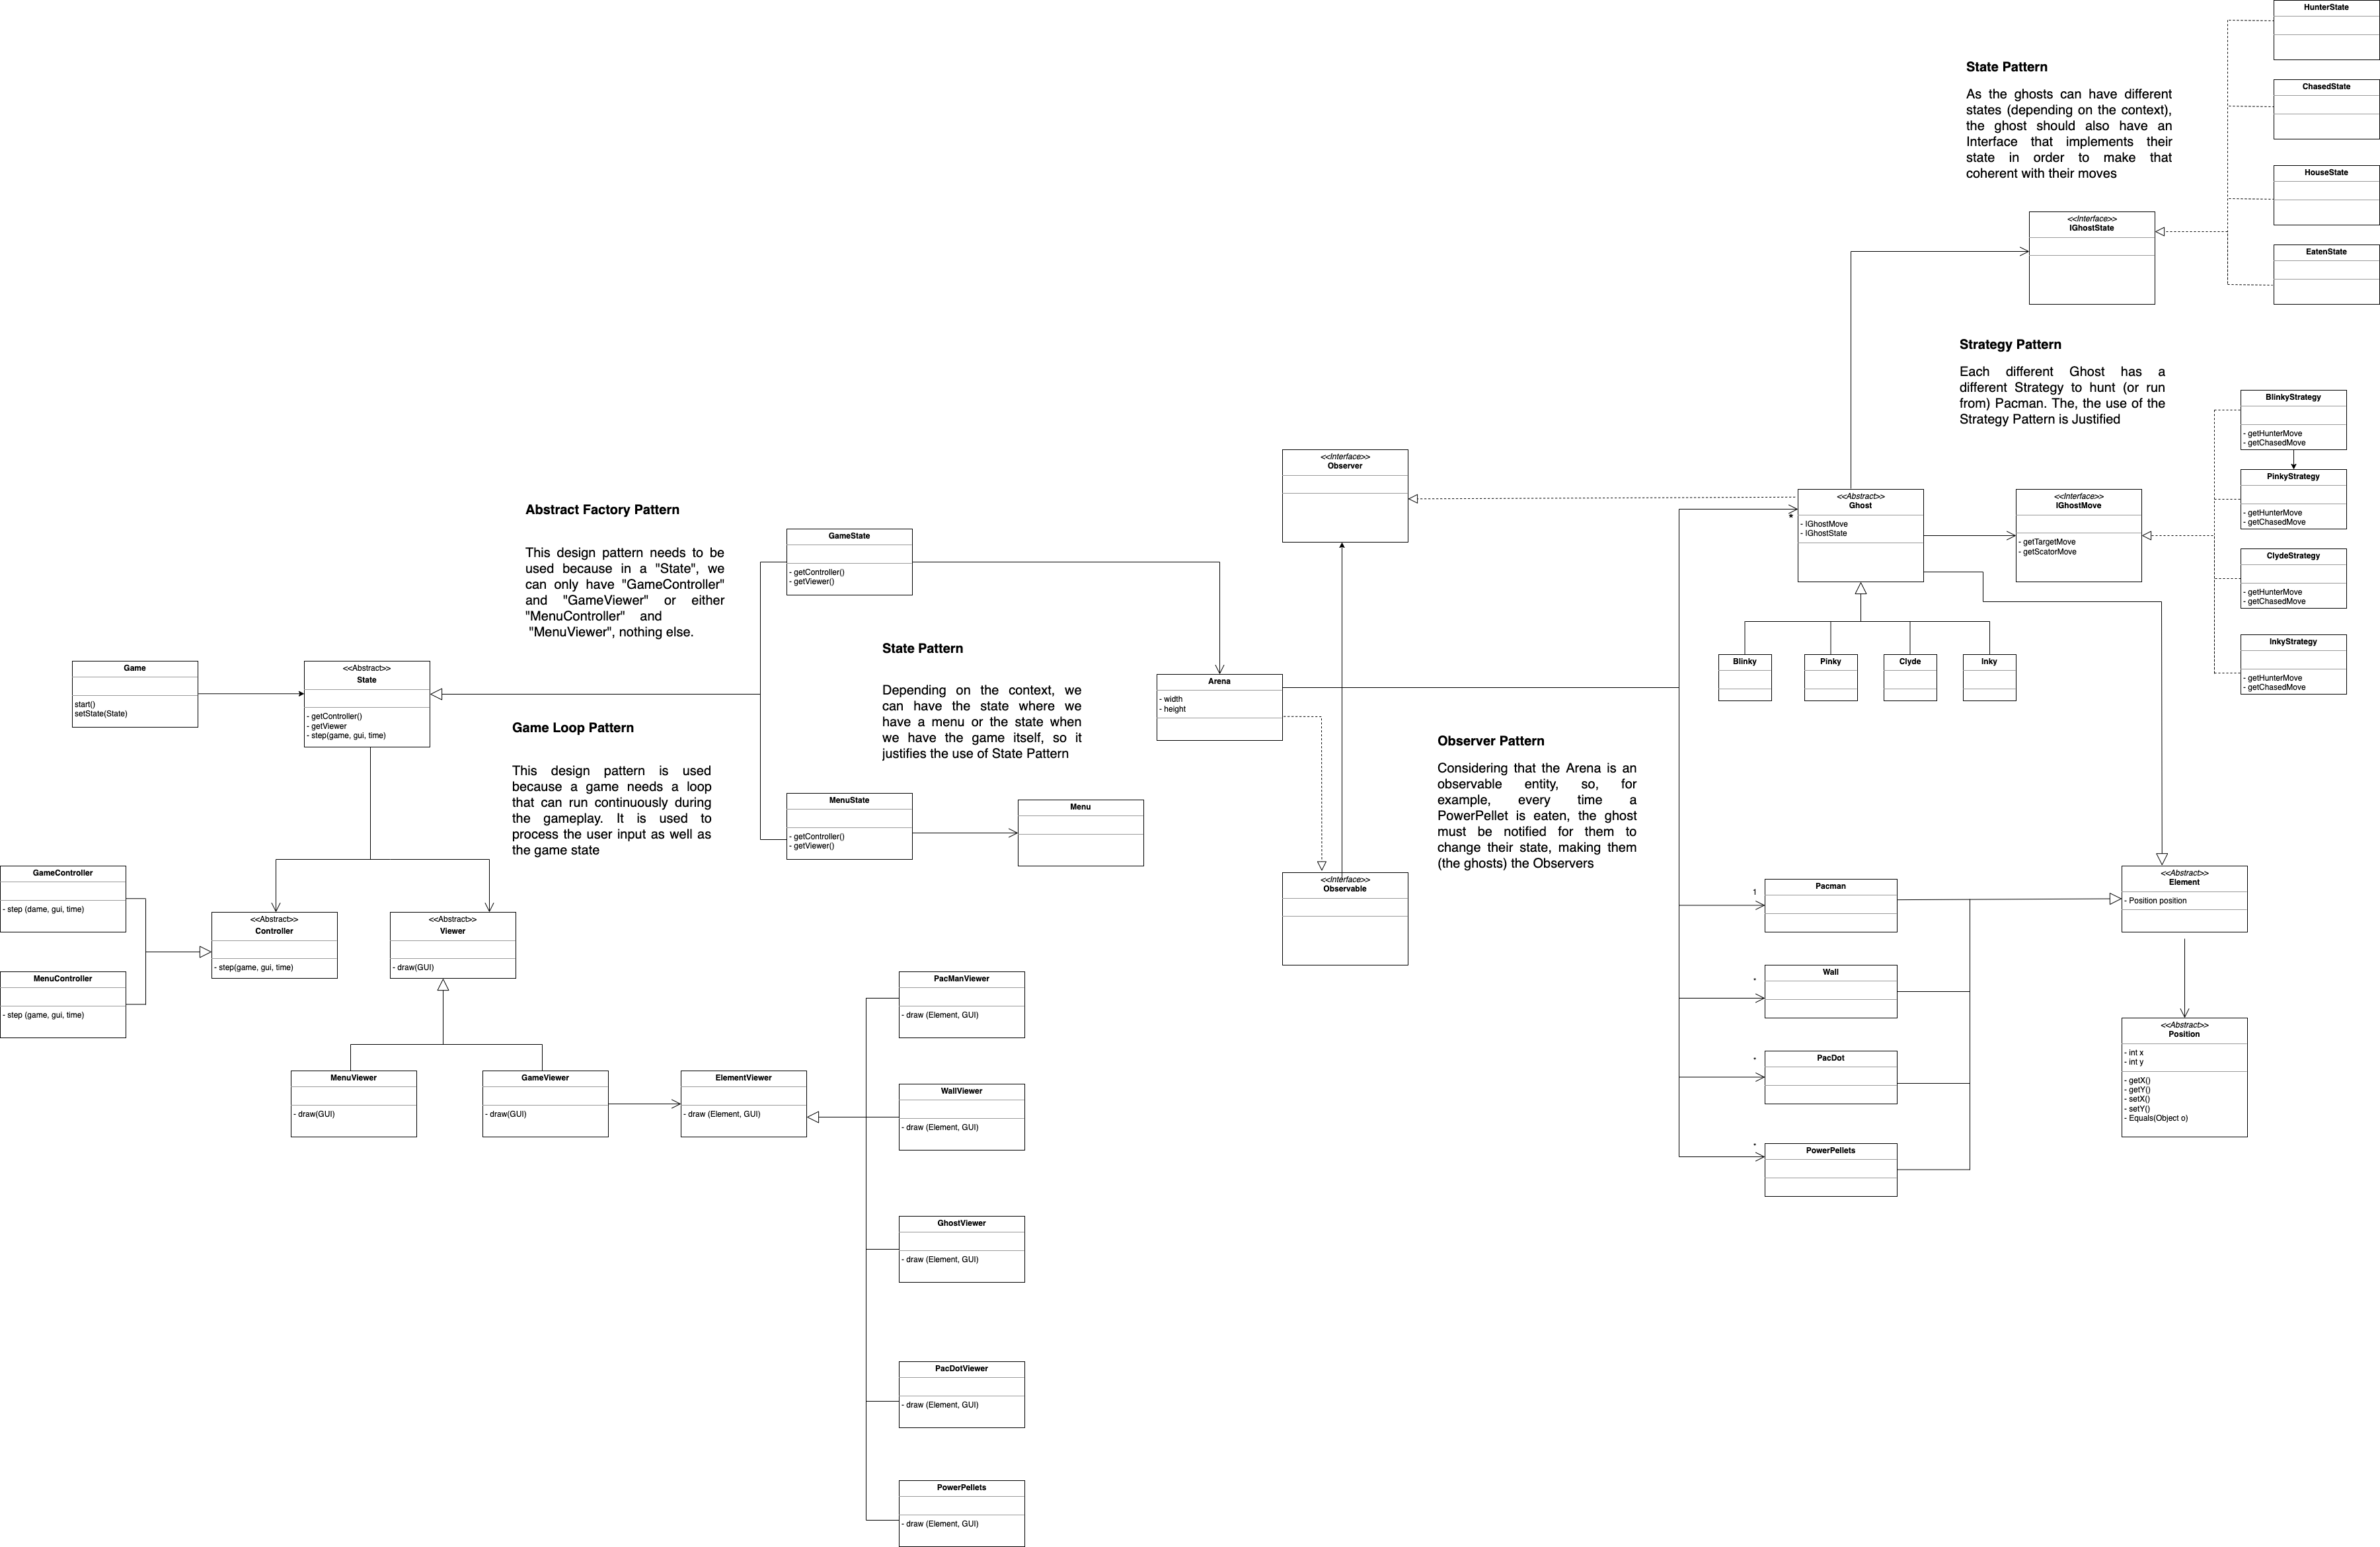 HunterState
State Pattern
As the ghosts can have different
states (depending on the context),
the ghost should also have an
Interface that implements their
state in order to make that
coherent with their moves
ChasedState
HouseState
<<Interface>>
IGhostState
EatenState
Strategy Pattern
Each different Ghost has a
different Strategy to hunt (or run
from) Pacman. The, the use of the
Strategy Pattern is Justified
BlinkyStrategy
- getHunterMove
- getChasedMove
PinkyStrategy
- getHunterMove
- getChasedMove
ClydeStrategy
- getHunterMove
- getChasedMove
InkyStrategy
- getHunterMove
- getChasedMove
<<Interface>>
Observer
<<Abstract>>
Ghost
- IGhostMove
- IGhostState
*
<<Interface>>
IGhostMove
- getTargetMove
- getScatorMove
Blinky
Pinky
Clyde
Inky
Abstract Factory Pattern
This design pattern needs to be
used because in a "State", we
can only have "GameController"
and "GameViewer" or either
"MenuController" and
"MenuViewer", nothing else.
GameState
- getController()
- getViewer()
State Pattern
Depending on the context, we
can have the state where we
have a menu or the state when
we have the game itself, so it
justifies the use of State Pattern
Game
start()
setState(State)
<<Abstract>>
State
- getController()
- getViewer
- step(game, gui, time)
Game Loop Pattern
This design pattern is used
because a game needs a loop
that can run continuously during
the gameplay. It is used to
process the user input as well as
the game state
Arena
- width
- height
Observer Pattern
Considering that the Arena is an
observable entity, so, for
example, every time a
PowerPellet is eaten, the ghost
must be notified for them to
change their state, making them
(the ghosts) the Observers
MenuState
- getController()
- getViewer()
Menu
<<Interface>>
Observable
GameController
- step (dame, gui, time)
MenuController
- step (game, gui, time)
<<Abstract>>
Controller
- step(game, gui, time)
<<Abstract>>
Viewer
- draw(GUI)
MenuViewer
- draw(GUI)
GameViewer
- draw(GUI)
ElementViewer
- draw (Element, GUI)
PacManViewer
- draw (Element, GUI)
WallViewer
- draw (Element, GUI)
GhostViewer
- draw (Element, GUI)
PacDotViewer
- draw (Element, GUI)
PowerPellets
- draw (Element, GUI)
1
Pacman
*
Wall
*
PacDot
*
PowerPellets
<<Abstract>>
Element
- Position position
<<Abstract>>
Position
- int x
- int y
- getX()
- getY()
- setX()
- setY()
- Equals(Object o)